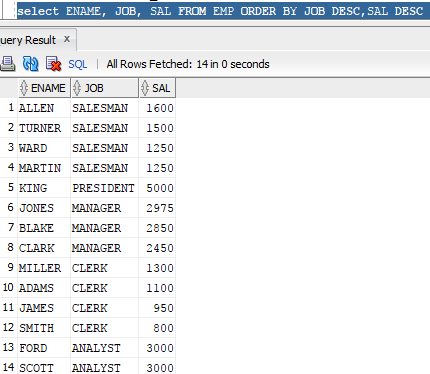 select ENAME, JOB, SAL FROM EMP ORDER BY JOB DESC,SAL DESC
uery Result x
SQL | All Rows Fetched: 14 in 0 seconds
ENAME JOB SAL
1 ALLEN SALESMAN 1600
2 TURNER SALESMAN 1500
3 WARD SALESMAN 1250
4 MARTIN SALESMAN 1250
5 KING PRESIDENT 5000
6 JONES MANAGER 2975
7 BLAKE MANAGER 2850
8 CLARK MANAGER 2450
9 MILLER CLERK 1300
10 ADAMS CLERK 1100
11 JAMES CLERK 950
12 SMITH CLERK 800
13 FORD ANALYST 3000
14 SCOTT ANALYST 3000